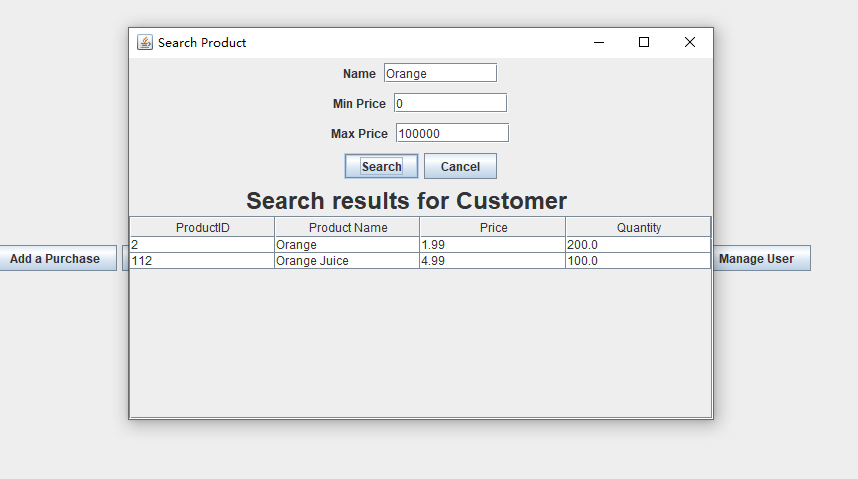 Search Product
Name Orange
Min Price 0
Max Price 100000
Search Cancel
Search results for Customer
ProductID Product Name Price Quantity
2 Orange 1.99 200.0
112 Orange Juice 4.99 100.0
Add a Purchase Manage User